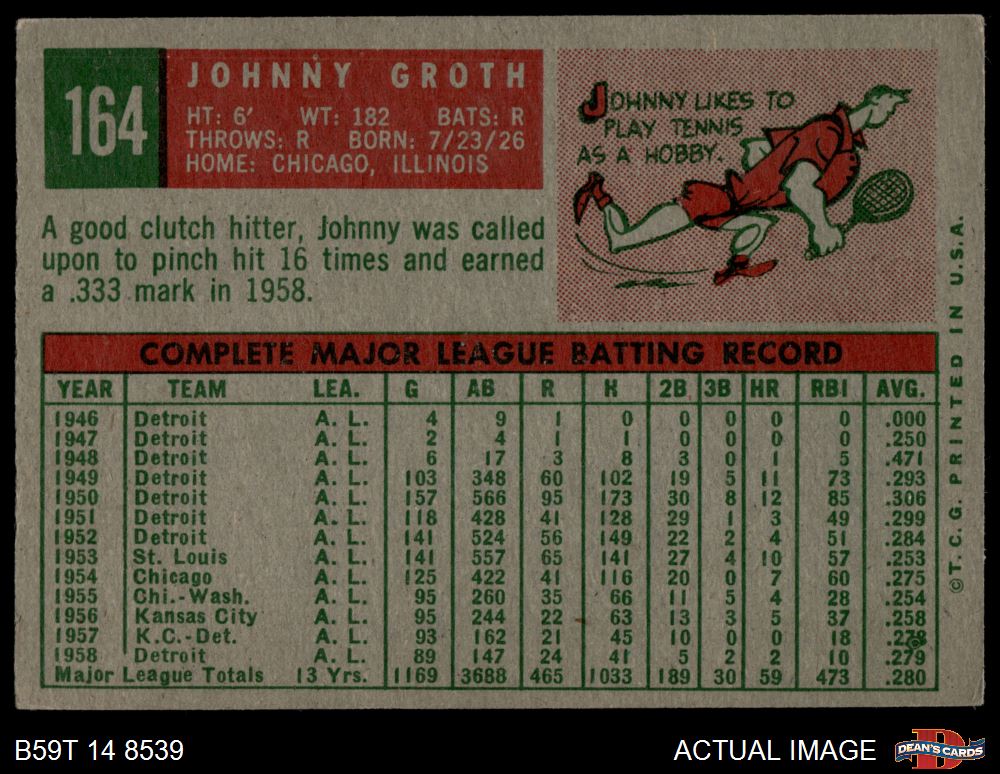 164
JOHNNY GROTH
HT: 6' WT: 182 BATS: R
THROWS: R BORN: 7/23/26
HOME: CHICAGO, ILLINOIS
JOHNNY LIKES TO
PLAY TENNIS
AS A HOBBY.
A good clutch hitter, Johnny was called
upon to pinch hit 16 times and earned
a .333 mark in 1958.
COMPLETE MAJOR LEAGUE BATTING RECORD
YEAR TEAM LEA. G AB R H 2B 3B HR RBI AVG.
1946 Detroit A. L. 4 9 1 0 0 0 0 0 .000
1947 Detroit A. L. 2 4 1 1 0 0 0 0 .250
1948 Detroit A. L. 6 17 3 8 3 0 1 5 .471
1949 Detroit A. L. 103 348 60 102 19 5 11 73 .293
1950 Detroit A. L. 157 566 95 173 30 8 12 85 .306
1951 Detroit A. L. 118 428 41 128 29 1 3 49 .299
1952 Detroit A. L. 141 524 56 149 22 2 4 51 .284
1953 St. Louis A. L. 141 557 65 141 27 4 10 57 .253
1954 Chicago A. L. 125 422 41 116 20 0 7 60 .275
1955 Chi.-Wash. A. L. 95 260 35 66 11 5 4 28 .254
1956 Kansas City A. L. 95 244 22 63 13 3 5 37 .258
1957 K.C.-Det. A. L. 93 162 21 45 10 0 0 18 .278
1958 Detroit A. L. 89 147 24 41 5 2 2 10 .279
Major League Totals 13 Yrs. 1169 3688 465 1033 189 30 59 473 .280
©T. C. G. PRINTED IN U.S.A.
B59T 14 8539
ACTUAL IMAGE
DEAN'S CARDS